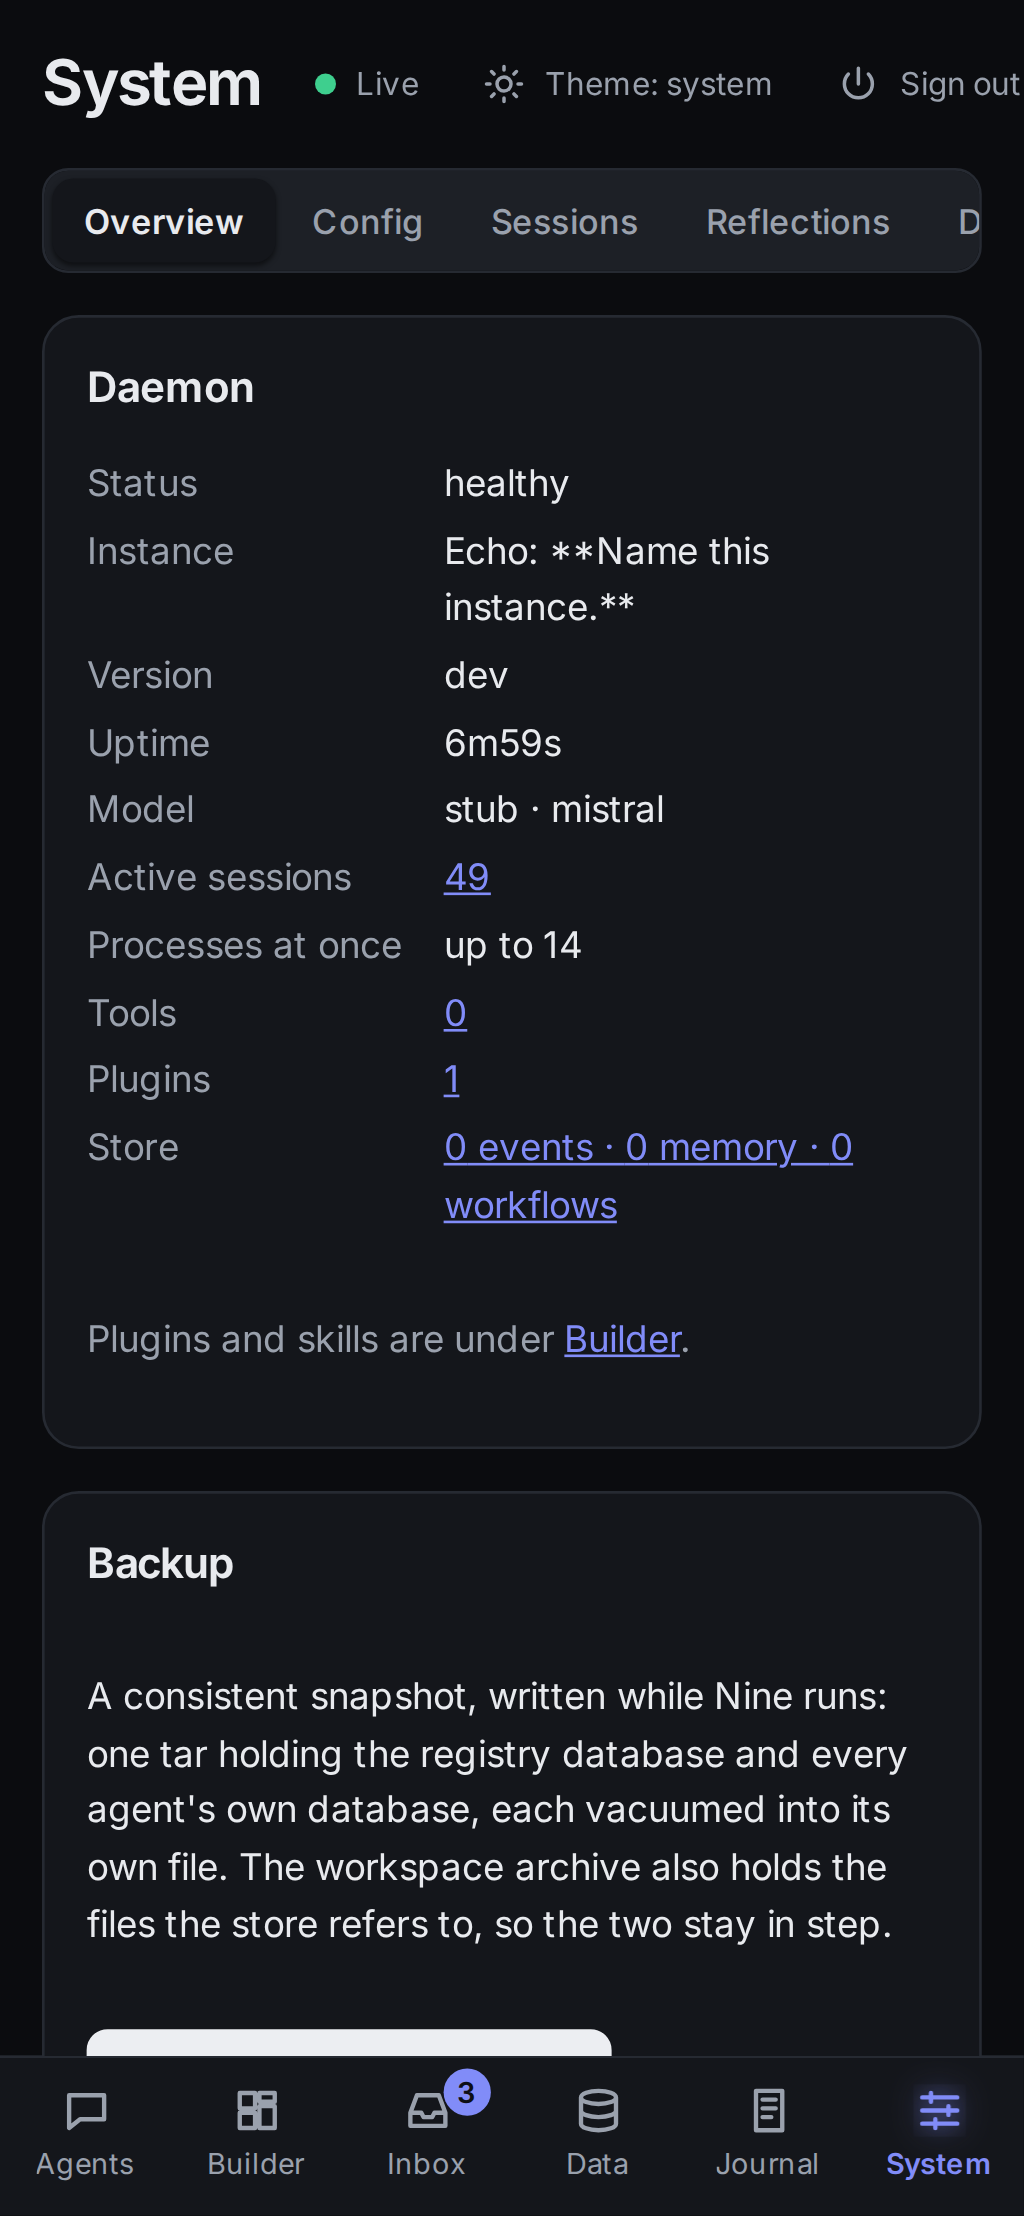 System
Live
Theme: system
Sign out
Overview
Config
Sessions
Reflections
D
Daemon
Status healthy
Instance Echo: **Name this
instance.**
Version dev
Uptime 6m59s
Model stub · mistral
Active sessions 49
Processes at once up to 14
Tools 0
Plugins 1
Store 0 events · 0 memory · 0
workflows
Plugins and skills are under Builder.
Backup
A consistent snapshot, written while Nine runs:
one tar holding the registry database and every
agent's own database, each vacuumed into its
own file. The workspace archive also holds the
files the store refers to, so the two stay in step.
3
Agents
Builder
Inbox
Data
Journal
System